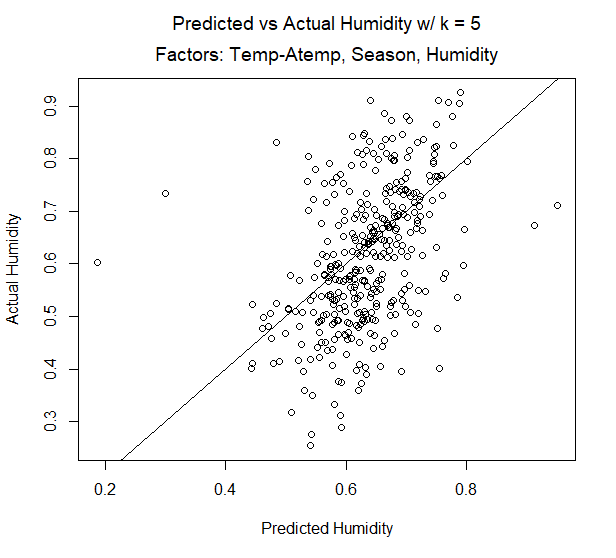 Predicted vs Actual Humidity w/ k = 5
Factors: Temp-Atemp, Season, Humidity
Actual Humidity
0.9
0.8
0.7
0.6
0.5
0.4
0.3
0.2 0.4 0.6 0.8
Predicted Humidity